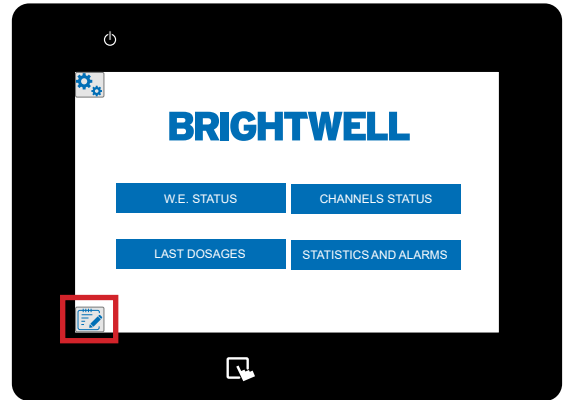 BRIGHTWELL
W.E. STATUS
CHANNELS STATUS
LAST DOSAGES
STATISTICS AND ALARMS